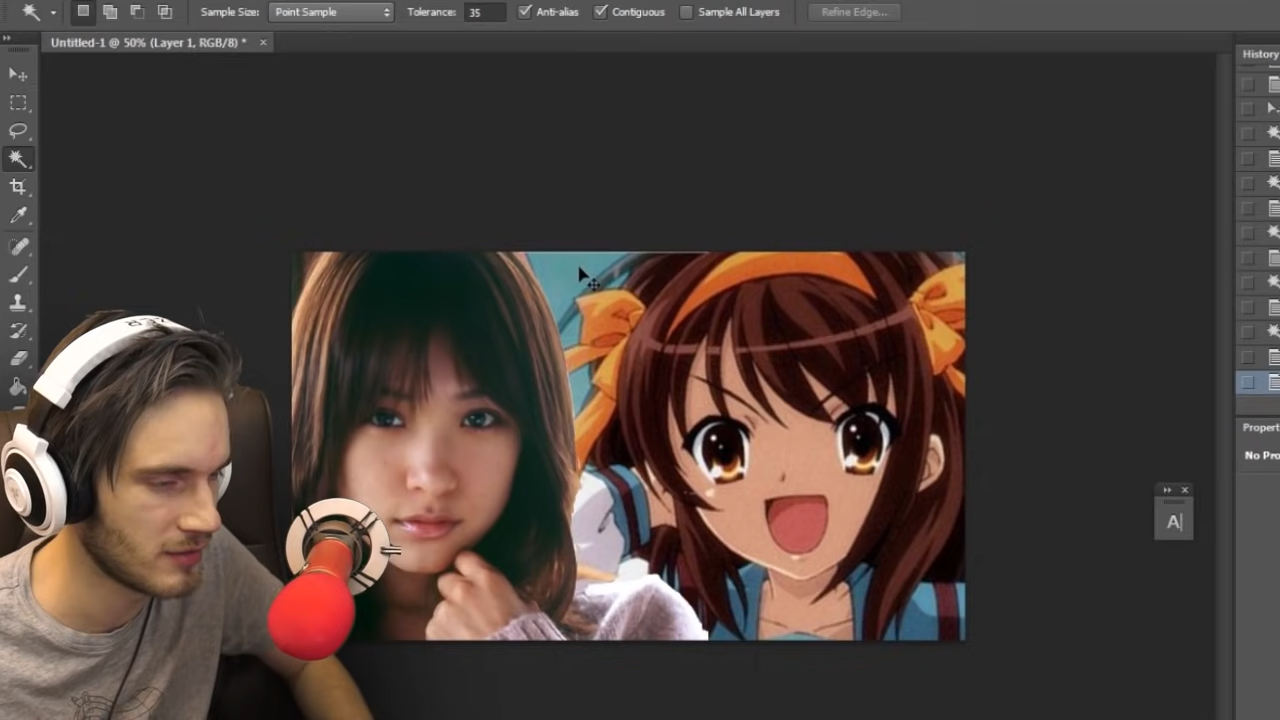 Sample Size: Point Sample Tolerance: 35 Anti-alias Contiguous Sample All Layers Refine Edge...
Untitled-1 @ 50% (Layer 1, RGB/8) * ×
History
Propert
No Pro
A|